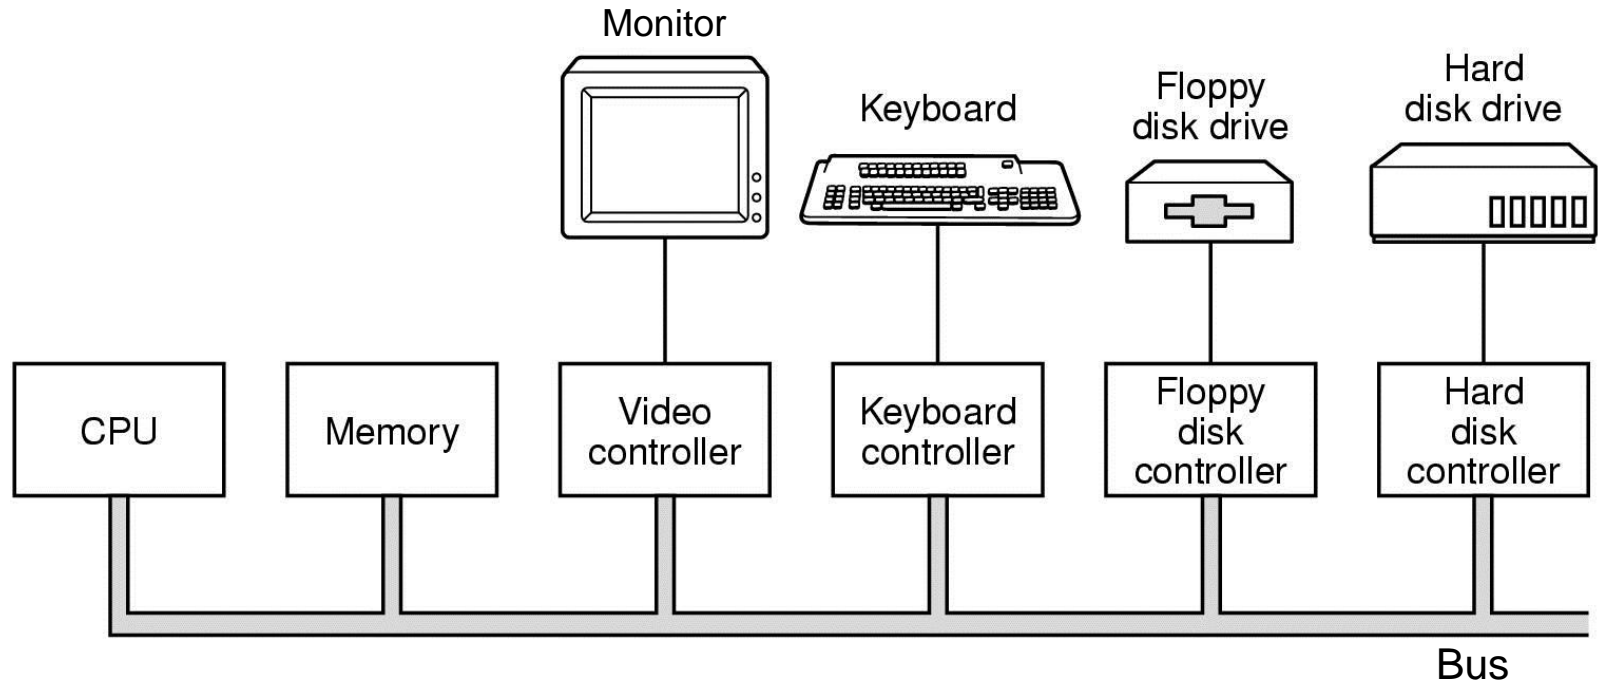 Monitor
Keyboard
Floppy
disk drive
Hard
disk drive
CPU
Memory
Video
controller
Keyboard
controller
Floppy
disk
controller
Hard
disk
controller
Bus